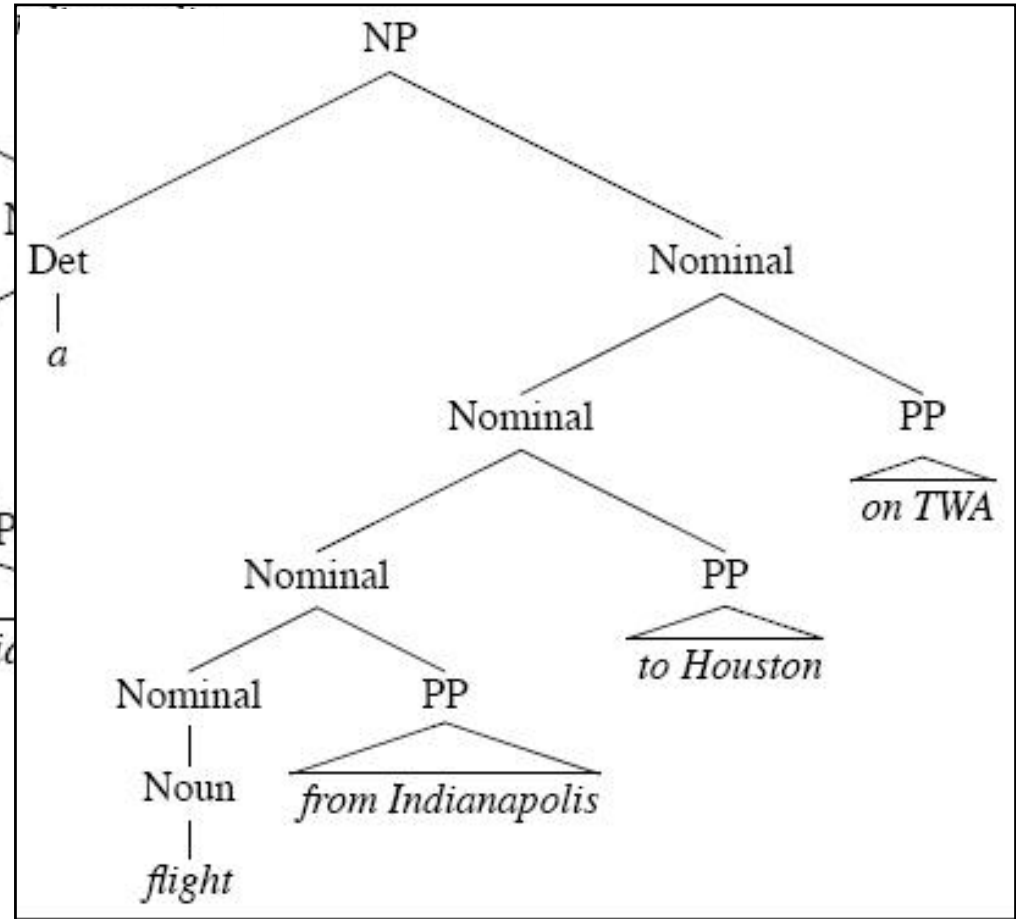 NP
Det
Nominal
a
Nominal
PP
on TWA
Nominal
PP
to Houston
Nominal
PP
Noun
from Indianapolis
flight